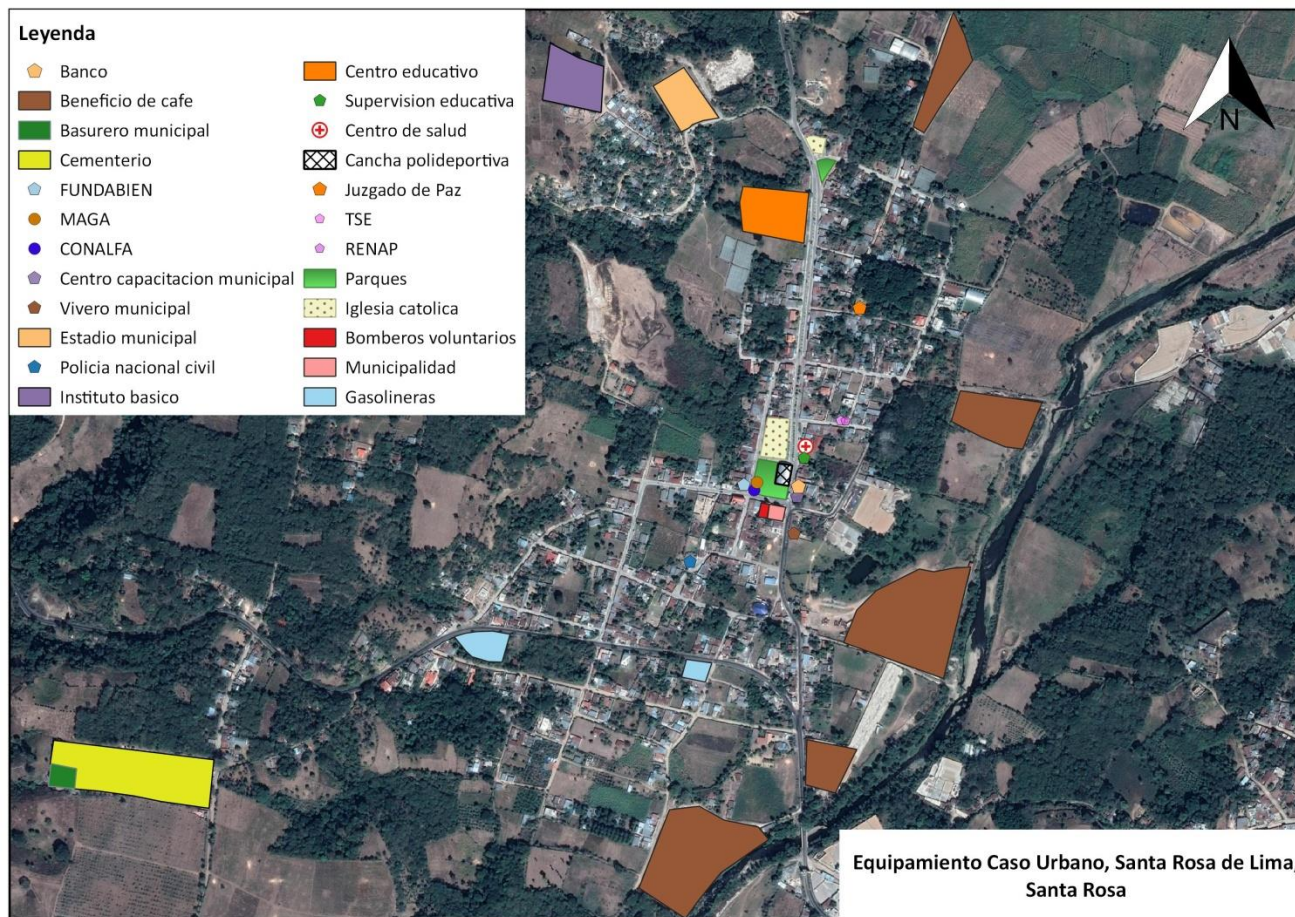 Leyenda
Banco
Beneficio de cafe
Basurero municipal
Cementerio
FUNDABIEN
MAGA
CONALFA
Centro capacitacion municipal
Vivero municipal
Estadio municipal
Policia nacional civil
Instituto basico
Centro educativo
Supervision educativa
Centro de salud
Cancha polideportiva
Juzgado de Paz
TSE
RENAP
Parques
Iglesia catolica
Bomberos voluntarios
Municipalidad
Gasolineras
N
Equipamiento Caso Urbano, Santa Rosa de Lima,
Santa Rosa